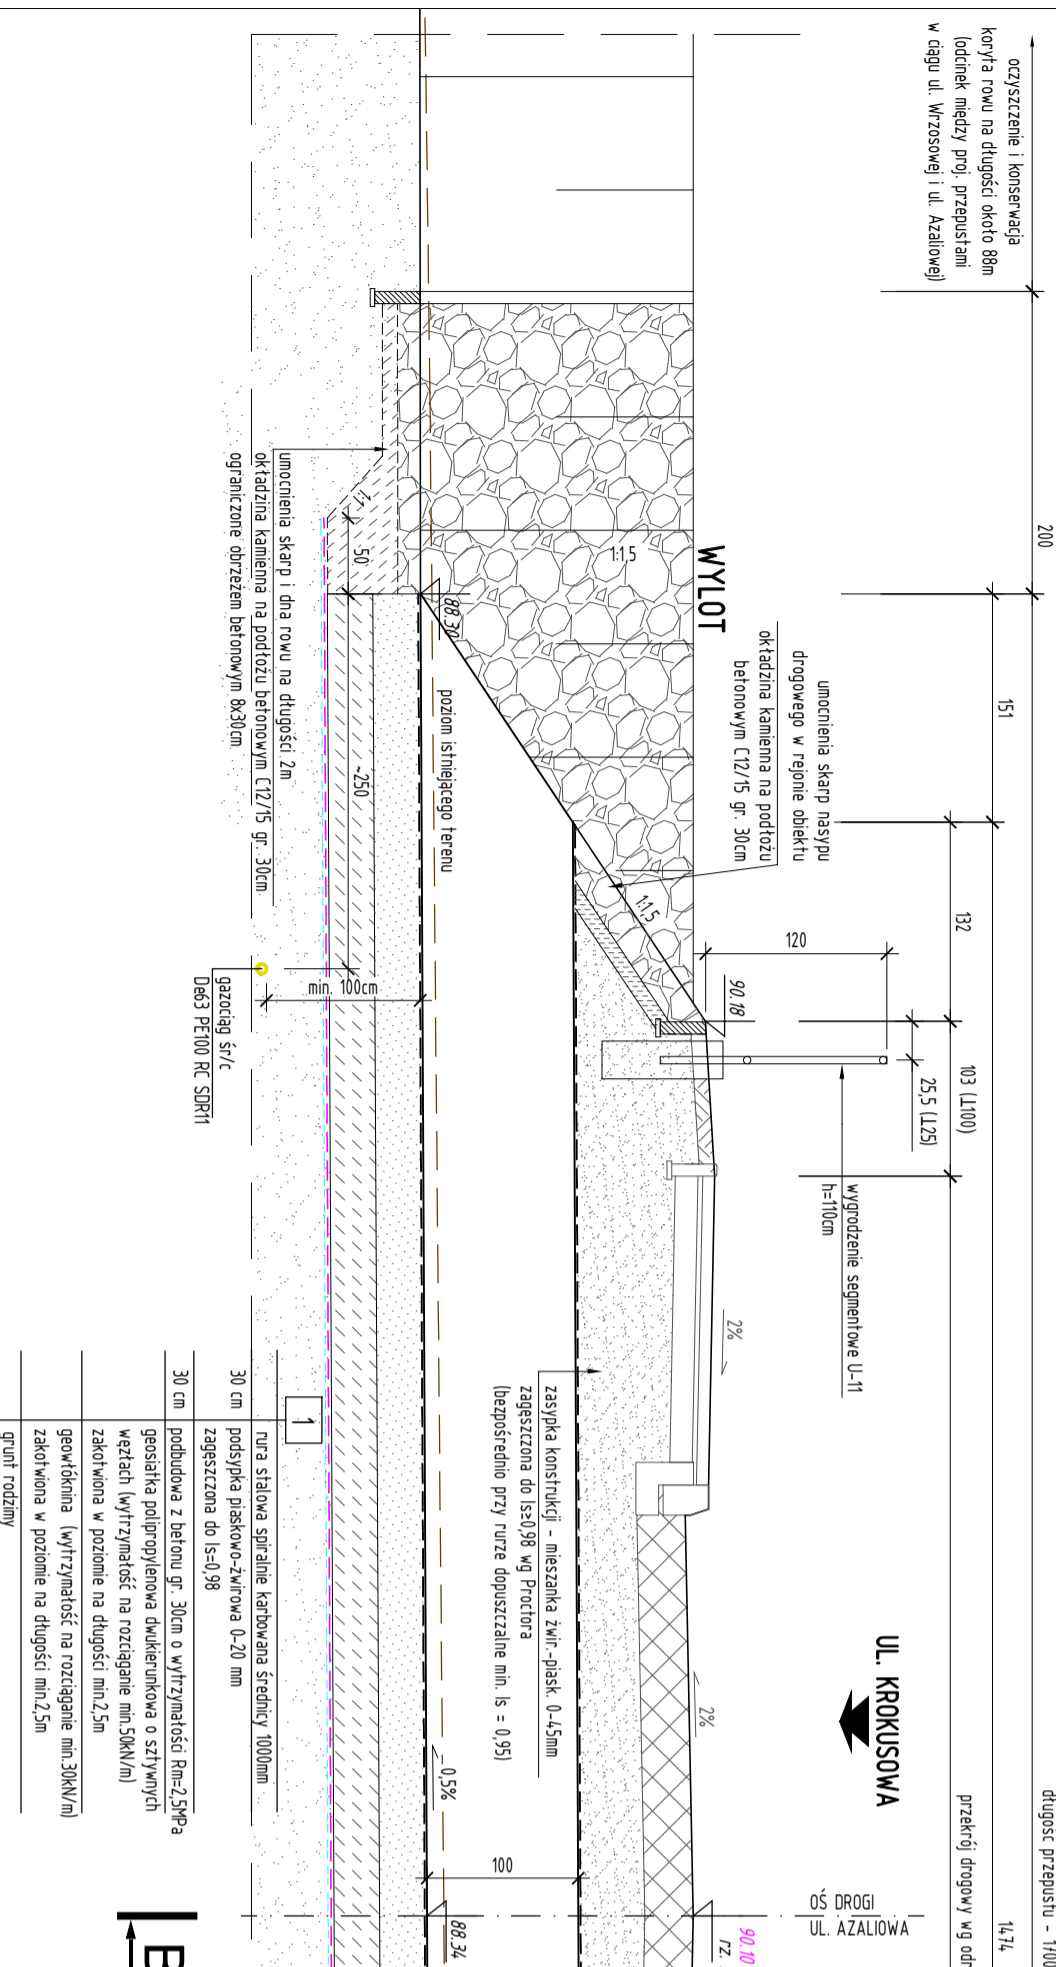 oczyszczenie i konserwacja
koryta rowu na długości około 88m
(odcinek między proj. przepustami
w ciągu ul. Wrzosowej i ul. Azaliowej)
200
151
132
103 (⊥100)
25,5 (⊥25)
120
długość przepustu - 1700
1474
przekrój drogowy wg odr
WYLOT
1:1,5
umocnienia skarp nasypu
drogowego w rejonie obiektu
okładzina kamienna na podłożu
betonowym C12/15 gr. 30cm
1:1,5
90.18
wygrodzenie segmentowe U-11
h=110cm
2%
2%
UL. KROKUSOWA
OŚ DROGI
UL. AZALIOWA
90.10
rz.
88.30
poziom istniejącego terenu
1:1
50
~250
min. 100cm
umocnienia skarp i dna rowu na długości 2m
okładzina kamienna na podłożu betonowym C12/15 gr. 30cm
ograniczone obrzeżem betonowym 8x30cm
gazociąg śr/c
De63 PE100 RC SDR11
zasypka konstrukcji - mieszanka żwir.-piask. 0-45mm
zagęszczona do Is≥0,98 wg Proctora
(bezpośrednio przy rurze dopuszczalne min. Is = 0,95)
0,5%
100
88.34
1
rura stalowa spiralnie karbowana średnicy 1000mm
30 cm podsypka piaskowo-żwirowa 0-20 mm
zagęszczona do Is=0,98
30 cm podbudowa z betonu gr. 30cm o wytrzymałości Rm=2,5MPa
geosiatka polipropylenowa dwukierunkowa o sztywnych
węzłach (wytrzymałość na rozciąganie min.50kN/m)
zakotwiona w poziomie na długości min.2,5m
geowłóknina (wytrzymałość na rozciąganie min.30kN/m)
zakotwiona w poziomie na długości min.2,5m
grunt rodzimy
B